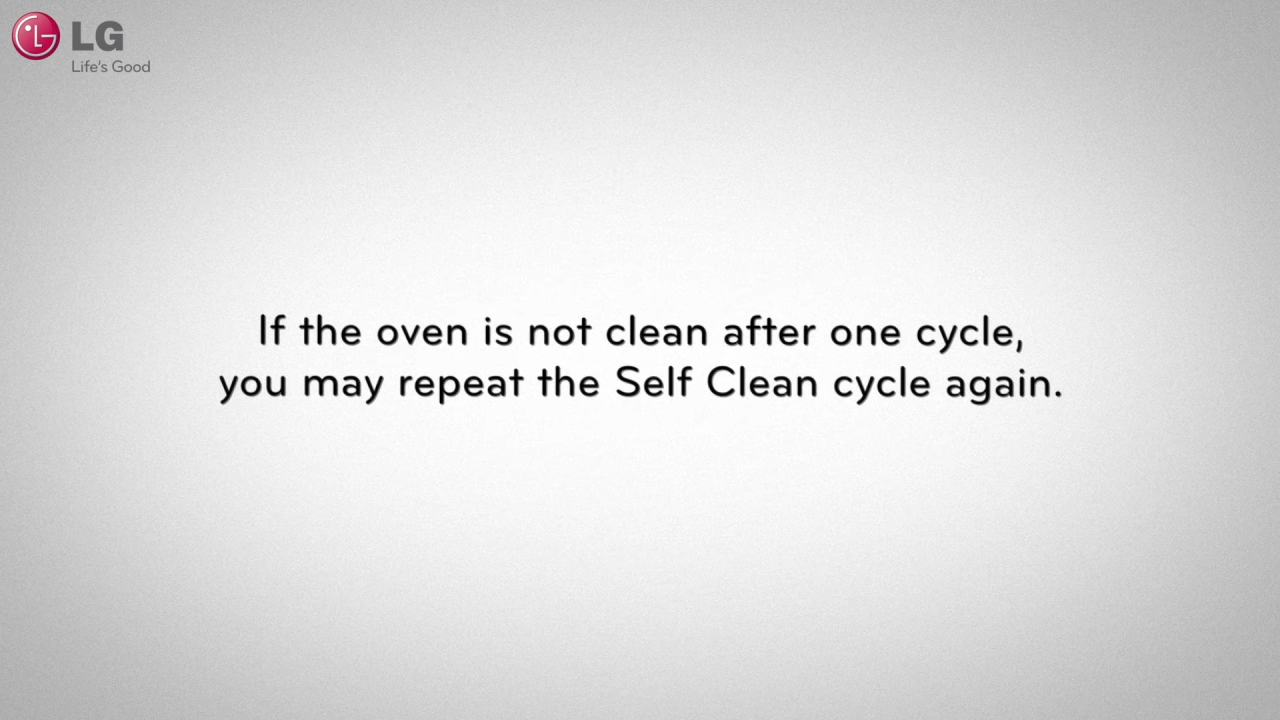 LG
Life's Good
If the oven is not clean after one cycle,
you may repeat the Self Clean cycle again.